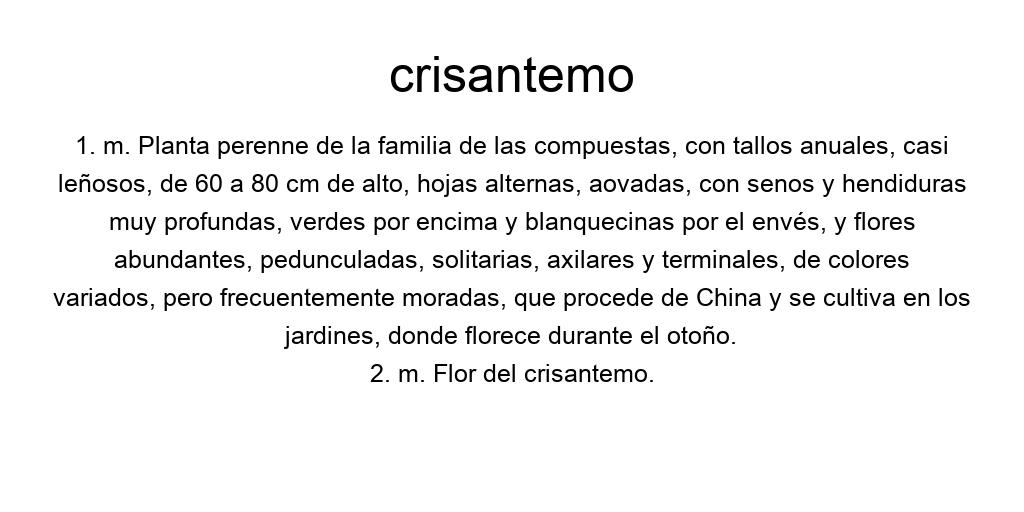 crisantemo
1. m. Planta perenne de la familia de las compuestas, con tallos anuales, casi
leñosos, de 60 a 80 cm de alto, hojas alternas, aovadas, con senos y hendiduras
muy profundas, verdes por encima y blanquecinas por el envés, y flores
abundantes, pedunculadas, solitarias, axilares y terminales, de colores
variados, pero frecuentemente moradas, que procede de China y se cultiva en los
jardines, donde florece durante el otoño.
2. m. Flor del crisantemo.